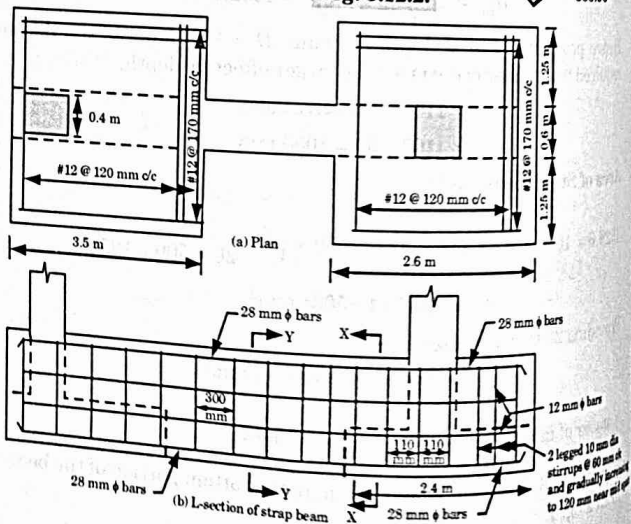 0.4 m
#12 @ 120 mm c/c
#12 @ 170 mm c/c
3.5 m
(a) Plan
#12 @ 120 mm c/c
#12 @ 170 mm c/c
1.25 m
0.6 m
1.25 m
2.6 m
28 mm ϕ bars
Y
X
28 mm ϕ bars
300
mm
110
mm
110
mm
12 mm ϕ bars
2 legged 10 mm dia
stirrups @ 60 mm c/c
and gradually
to 120 mm near mid
28 mm ϕ bars
Y
2.4 m
(b) L-section of strap beam
X
28 mm ϕ bars